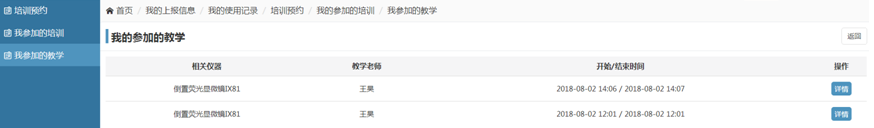 培训预约
我参加的培训
我参加的教学
首页 / 我的上报信息 / 我的使用记录 / 培训预约 / 我参加的培训 / 我参加的教学
我的参加的教学
返回
相关仪器 教学老师 开始/结束时间 操作
倒置荧光显微镜IX81 王昊 2018-08-02 14:06 / 2018-08-02 14:07 详情
倒置荧光显微镜IX81 王昊 2018-08-02 12:01 / 2018-08-02 12:01 详情